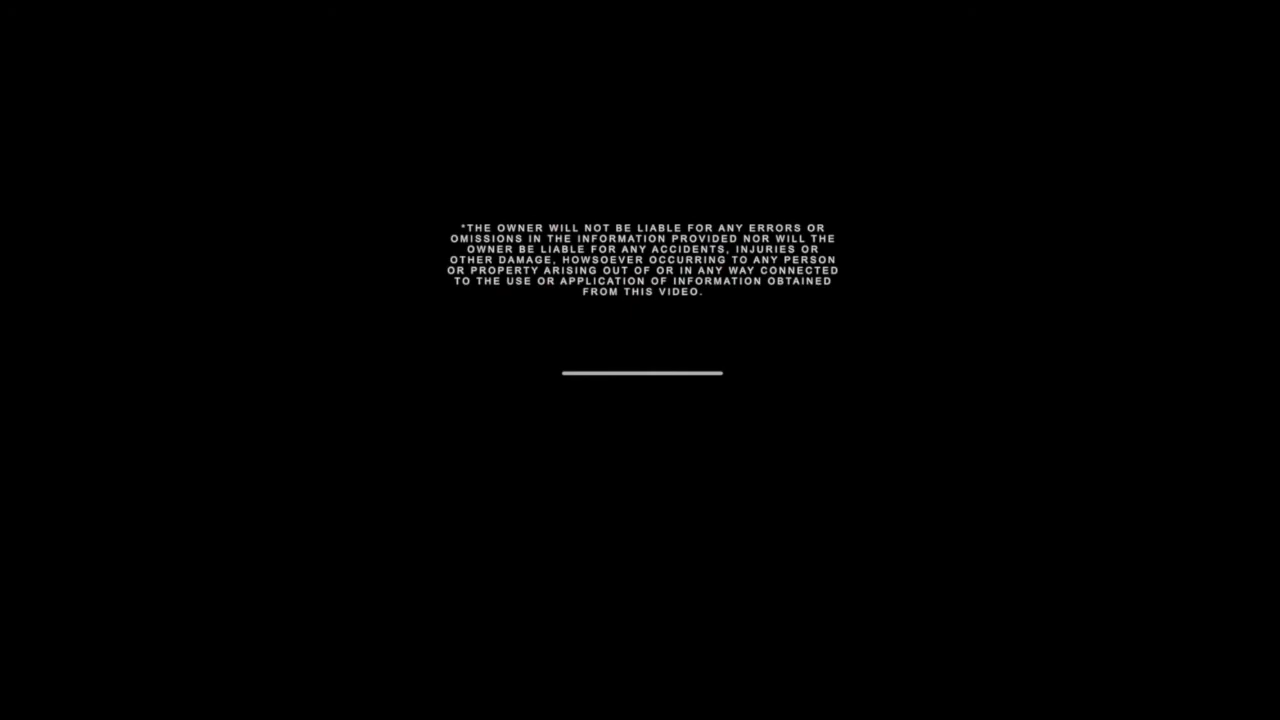 *THE OWNER WILL NOT BE LIABLE FOR ANY ERRORS OR
OMISSIONS IN THE INFORMATION PROVIDED NOR WILL THE
OWNER BE LIABLE FOR ANY ACCIDENTS, INJURIES OR
OTHER DAMAGE, HOWSOEVER OCCURRING TO ANY PERSON
OR PROPERTY ARISING OUT OF OR IN ANY WAY CONNECTED
TO THE USE OR APPLICATION OF INFORMATION OBTAINED
FROM THIS VIDEO.